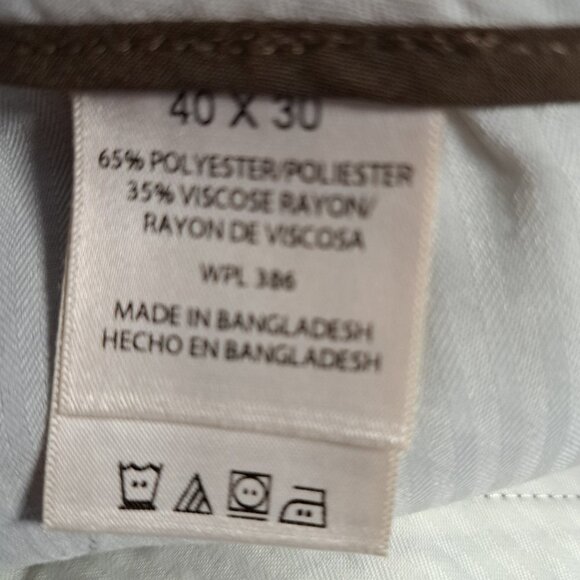 40 X 30
65% POLYESTER/POLIESTER
35% VISCOSE RAYON/
RAYON DE VISCOSA
WPL 386
MADE IN BANGLADESH
HECHO EN BANGLADESH